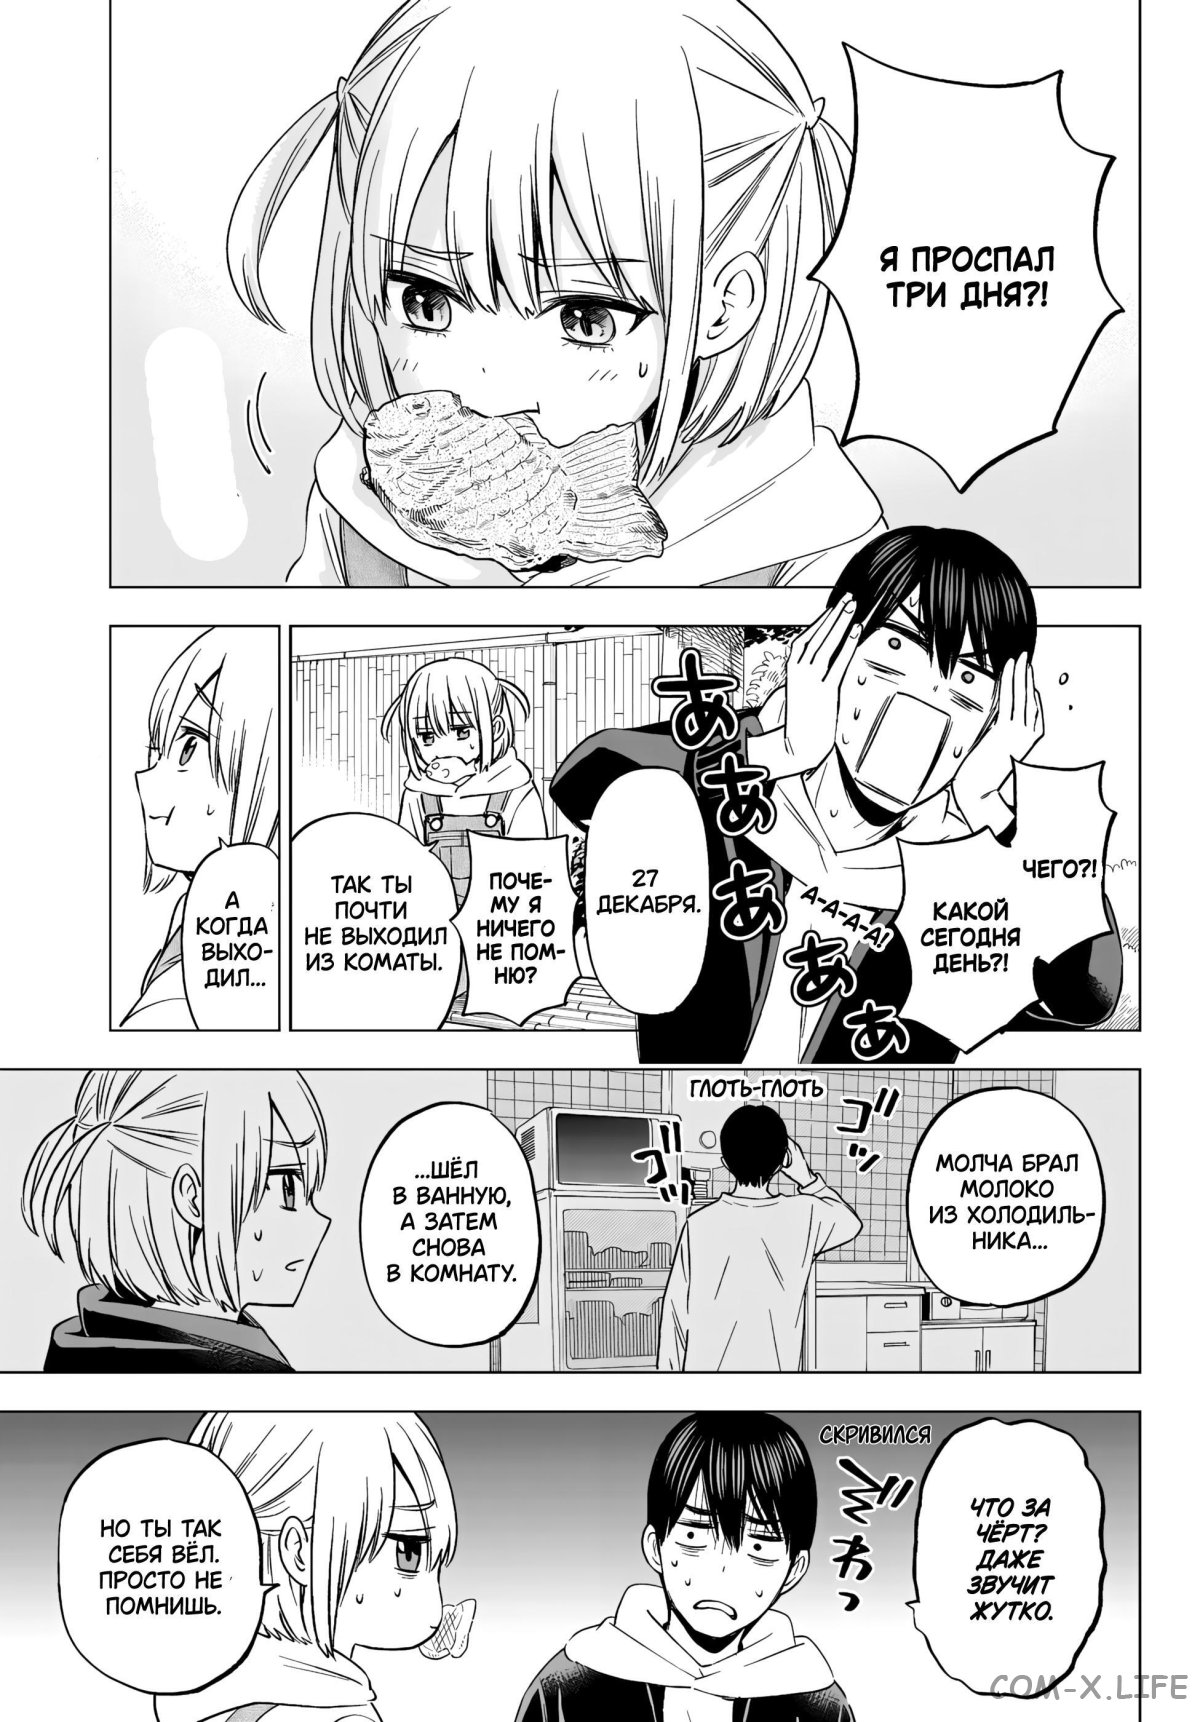 Я ПРОСПАЛ
ТРИ ДНЯ?!
ЧЕГО?!
КАКОЙ
СЕГОДНЯ
ДЕНЬ?!
А-А-А-А!
ああああああ
27
ДЕКАБРЯ.
ПОЧЕ-
МУ Я
НИЧЕГО
НЕ ПОМ-
НЮ?
ТАК ТЫ
ПОЧТИ
НЕ ВЫХОДИЛ
ИЗ КОМАТЫ.
А
КОГДА
ВЫХО-
ДИЛ...
МОЛЧА БРАЛ
МОЛОКО
ИЗ ХОЛОДИЛЬ-
НИКА...
ГЛОТЬ-ГЛОТЬ
ゴッ
ゴッ
...ШЁЛ
В ВАННУЮ,
А ЗАТЕМ
СНОВА
В КОМНАТУ.
ЧТО ЗА
ЧЁРТ?
ДАЖЕ
ЗВУЧИТ
ЖУТКО.
СКРИВИЛСЯ
НО ТЫ ТАК
СЕБЯ ВЁЛ.
ПРОСТО НЕ
ПОМНИШЬ.
COM-X.LIFE